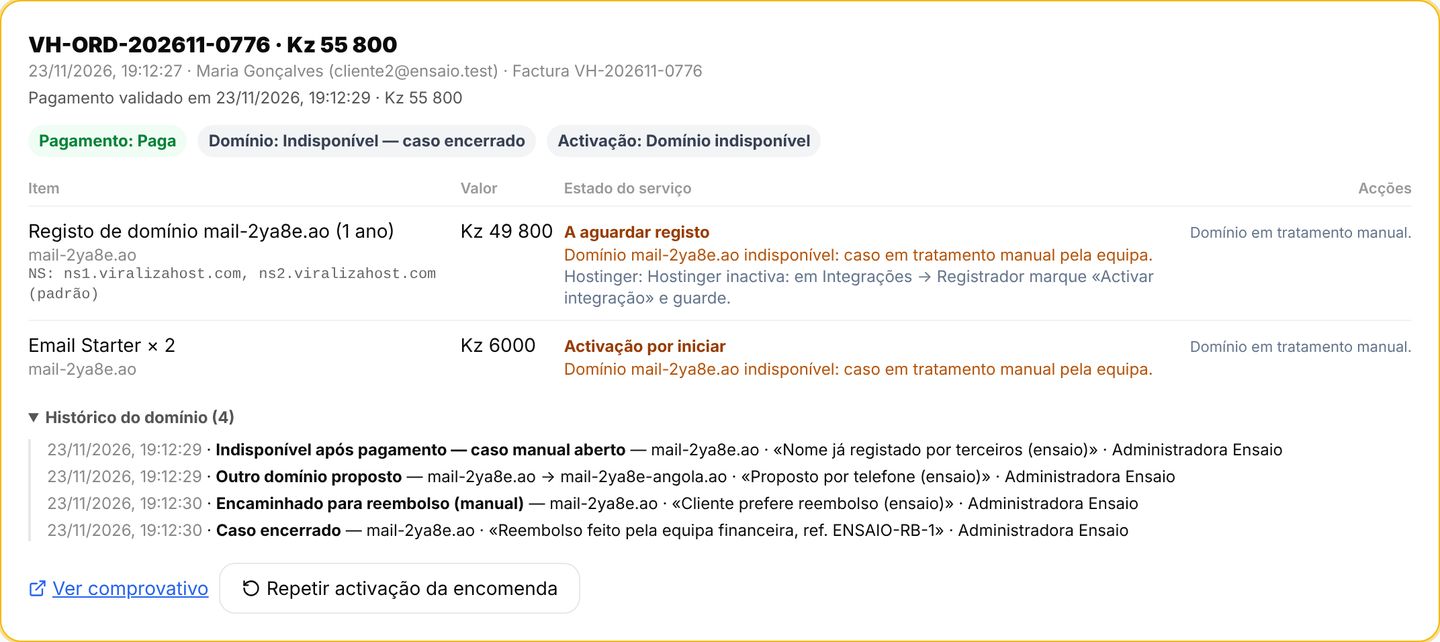 VH-ORD-202611-0776 · Kz 55 800
23/11/2026, 19:12:27 · Maria Gonçalves (cliente2@ensaio.test) · Factura VH-202611-0776
Pagamento validado em 23/11/2026, 19:12:29 · Kz 55 800
Pagamento: Paga Domínio: Indisponível — caso encerrado Activação: Domínio indisponível
Item Valor Estado do serviço Acções
Registo de domínio mail-2ya8e.ao (1 ano) Kz 49 800 A aguardar registo Domínio em tratamento manual.
mail-2ya8e.ao Domínio mail-2ya8e.ao indisponível: caso em tratamento manual pela equipa.
NS: ns1.viralizahost.com, ns2.viralizahost.com Hostinger: Hostinger inactiva: em Integrações → Registrador marque «Activar
(padrão) integração» e guarde.
Email Starter × 2 Kz 6000 Activação por iniciar Domínio em tratamento manual.
mail-2ya8e.ao Domínio mail-2ya8e.ao indisponível: caso em tratamento manual pela equipa.
▼ Histórico do domínio (4)
23/11/2026, 19:12:29 · Indisponível após pagamento — caso manual aberto — mail-2ya8e.ao · «Nome já registado por terceiros (ensaio)» · Administradora Ensaio
23/11/2026, 19:12:29 · Outro domínio proposto — mail-2ya8e.ao → mail-2ya8e-angola.ao · «Proposto por telefone (ensaio)» · Administradora Ensaio
23/11/2026, 19:12:30 · Encaminhado para reembolso (manual) — mail-2ya8e.ao · «Cliente prefere reembolso (ensaio)» · Administradora Ensaio
23/11/2026, 19:12:30 · Caso encerrado — mail-2ya8e.ao · «Reembolso feito pela equipa financeira, ref. ENSAIO-RB-1» · Administradora Ensaio
Ver comprovativo Repetir activação da encomenda